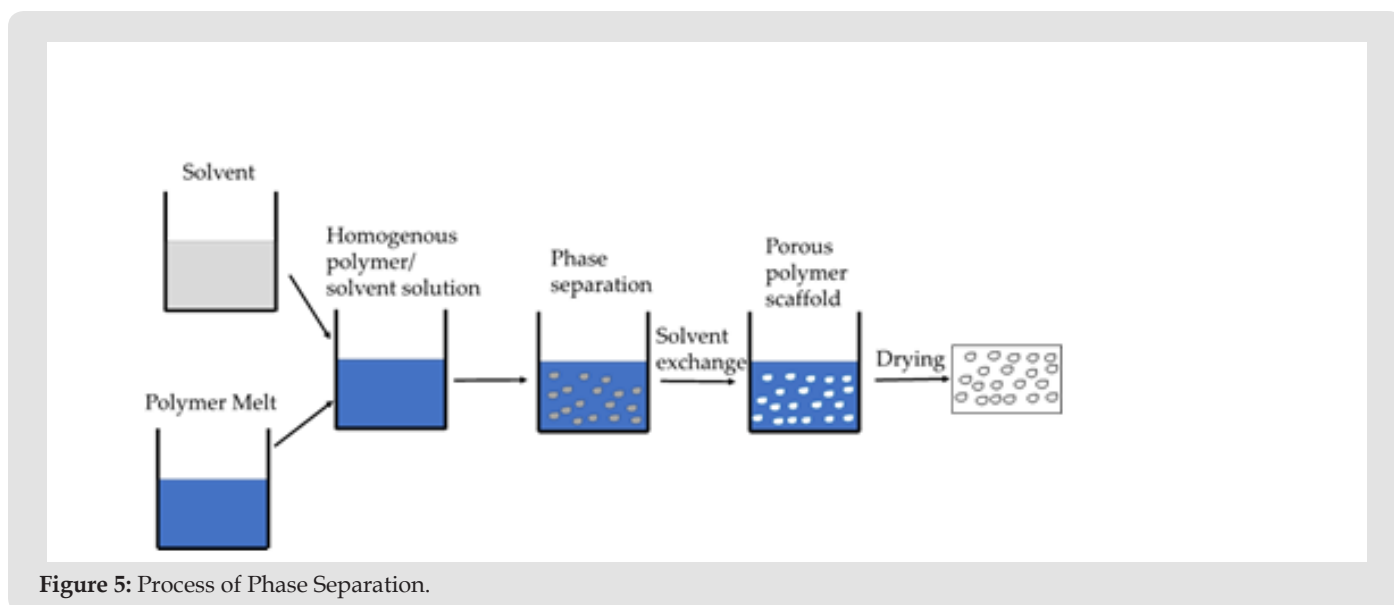 Solvent
Homogenous
polymer/
solvent solution
Polymer Melt
Phase
separation
Solvent
exchange
Porous
polymer
scaffold
Drying
Figure 5: Process of Phase Separation.